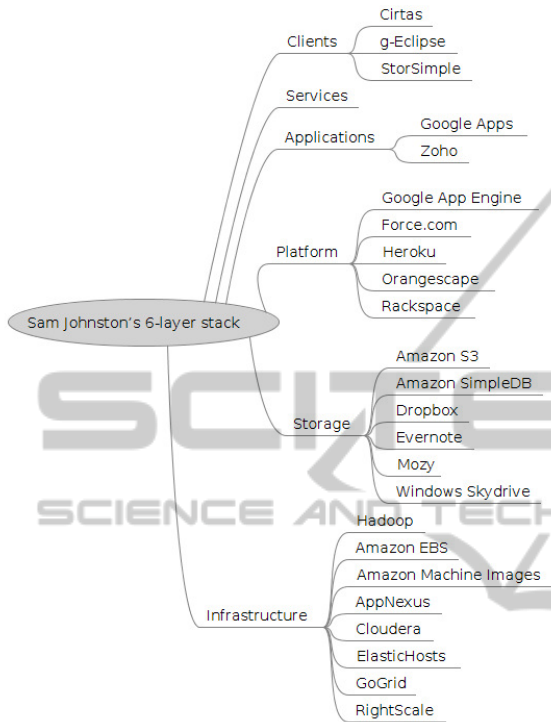 Cirtas
Clients
g-Eclipse
StorSimple
Services
Applications
Google Apps
Zoho
Google App Engine
Force.com
Platform
Heroku
Orangescape
Rackspace
Sam Johnston's 6-layer stack
Amazon S3
Amazon SimpleDB
Dropbox
Storage
Evernote
Mozy
Windows Skydrive
SCITE
SCIENCE AND TECH
Hadoop
Amazon EBS
Amazon Machine Images
AppNexus
Infrastructure
Cloudera
ElasticHosts
GoGrid
RightScale